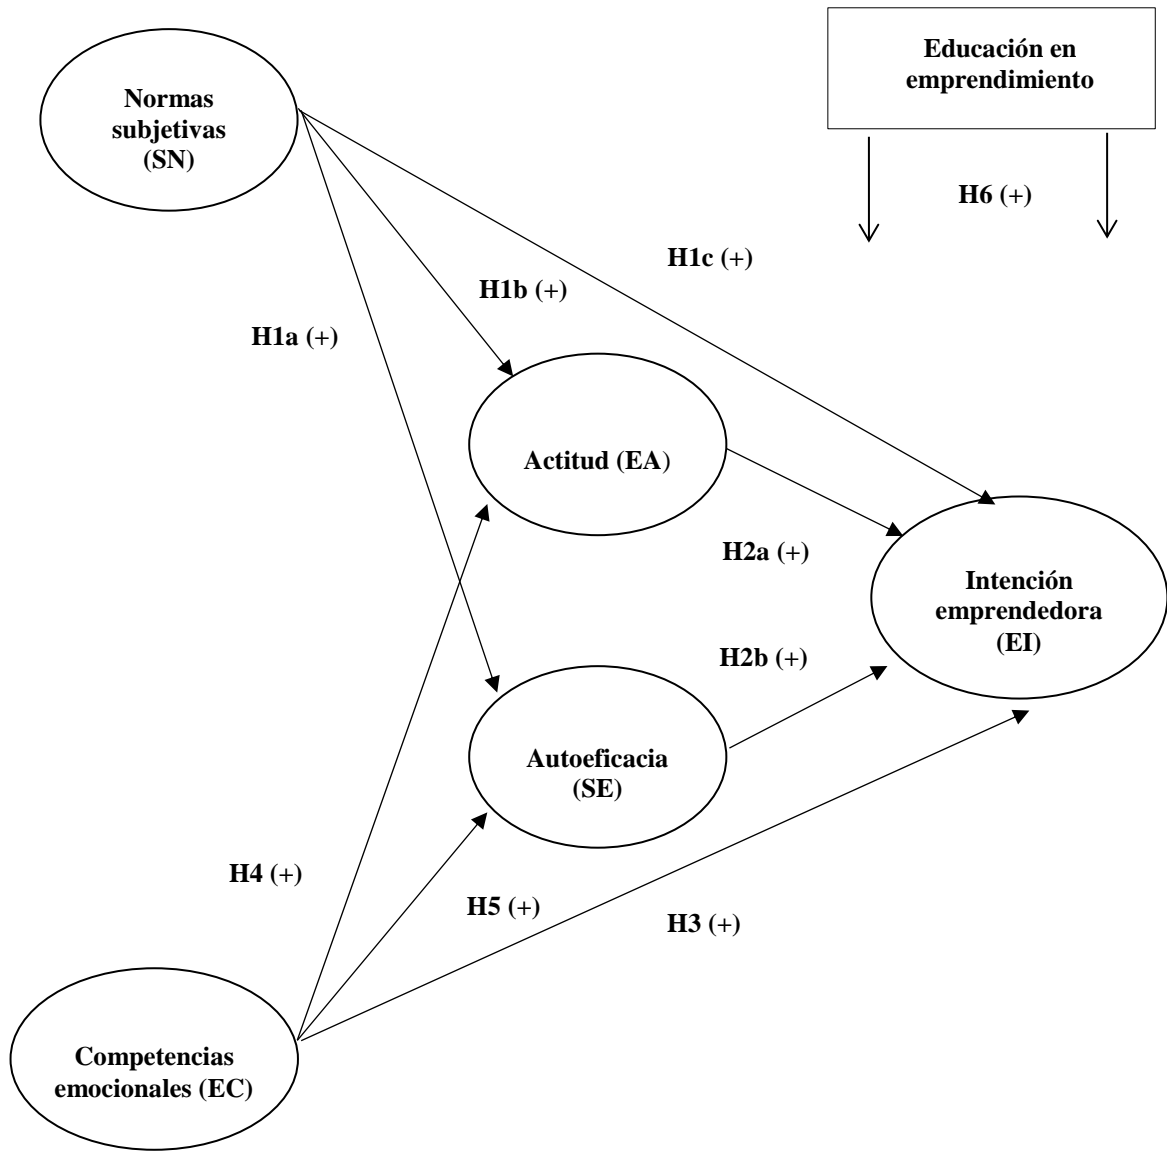 Educación en
emprendimiento
Normas
subjetivas
(SN)
H6 (+)
H1c (+)
H1b (+)
H1a (+)
Actitud (EA)
H2a (+)
Intención
emprendedora
(EI)
H2b (+)
Autoeficacia
(SE)
H4 (+)
H5 (+)
H3 (+)
Competencias
emocionales (EC)